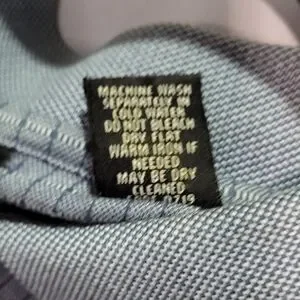 MACHINE WASH
SEPARATELY IN
COLD WATER
DO NOT BLEACH
DRY FLAT
WARM IRON IF
NEEDED
MAY BE DRY
CLEANED
0719